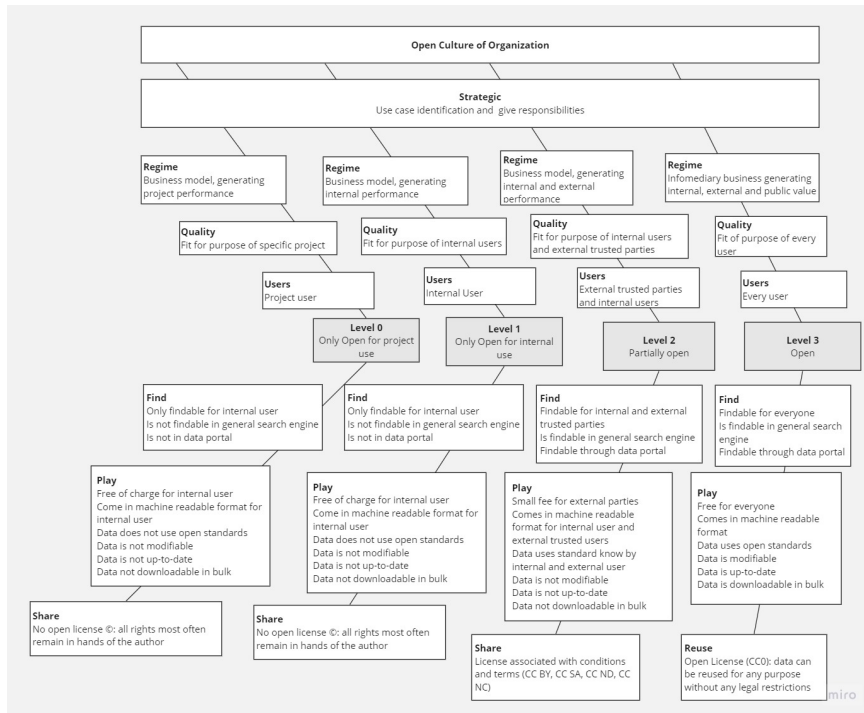 Open Culture of Organization
Strategic
Use case identification and give responsibilities
Regime
Business model, generating
project performance
Regime
Business model, generating
internal performance
Regime
Business model, generating
internal and external
performance
Regime
Infomediary business generating
internal, external and public value
Quality
Fit for purpose of specific project
Quality
Fit for purpose of internal users
Quality
Fit for purpose of internal users
and external trusted parties
Quality
Fit of purpose of every
user
Users
Project user
Users
Internal User
Users
External trusted parties
and internal users
Users
Every user
Level 0
Only Open for project
use
Level 1
Only Open for internal
use
Level 2
Partially open
Level 3
Open
Find
Only findable for internal user
Is not findable in general search engine
Is not in data portal
Find
Only findable for internal user
Is not findable in general search engine
Is not in data portal
Find
Findable for internal and external
trusted parties
Is findable in general search engine
Findable through data portal
Find
Findable for everyone
Is findable in general search
engine
Findable through data portal
Play
Free of charge for internal user
Come in machine readable format for
internal user
Data does not use open standards
Data is not modifiable
Data is not up-to-date
Data not downloadable in bulk
Play
Free of charge for internal user
Come in machine readable format for
internal user
Data does not use open standards
Data is not modifiable
Data is not up-to-date
Data not downloadable in bulk
Play
Small fee for external parties
Comes in machine readable
format for internal user and
external trusted users
Data uses standard know by
internal and external user
Data is not modifiable
Data is not up-to-date
Data not downloadable in bulk
Play
Free for everyone
Comes in machine readable
format
Data uses open standards
Data is modifiable
Data is up-to-date
Data is downloadable in bulk
Share
No open license ©: all rights most often
remain in hands of the author
Share
No open license ©: all rights most often
remain in hands of the author
Share
License associated with conditions
and terms (CC BY, CC SA, CC ND, CC
NC)
Reuse
Open License (CC0): data can
be reused for any purpose
without any legal restrictions
miro